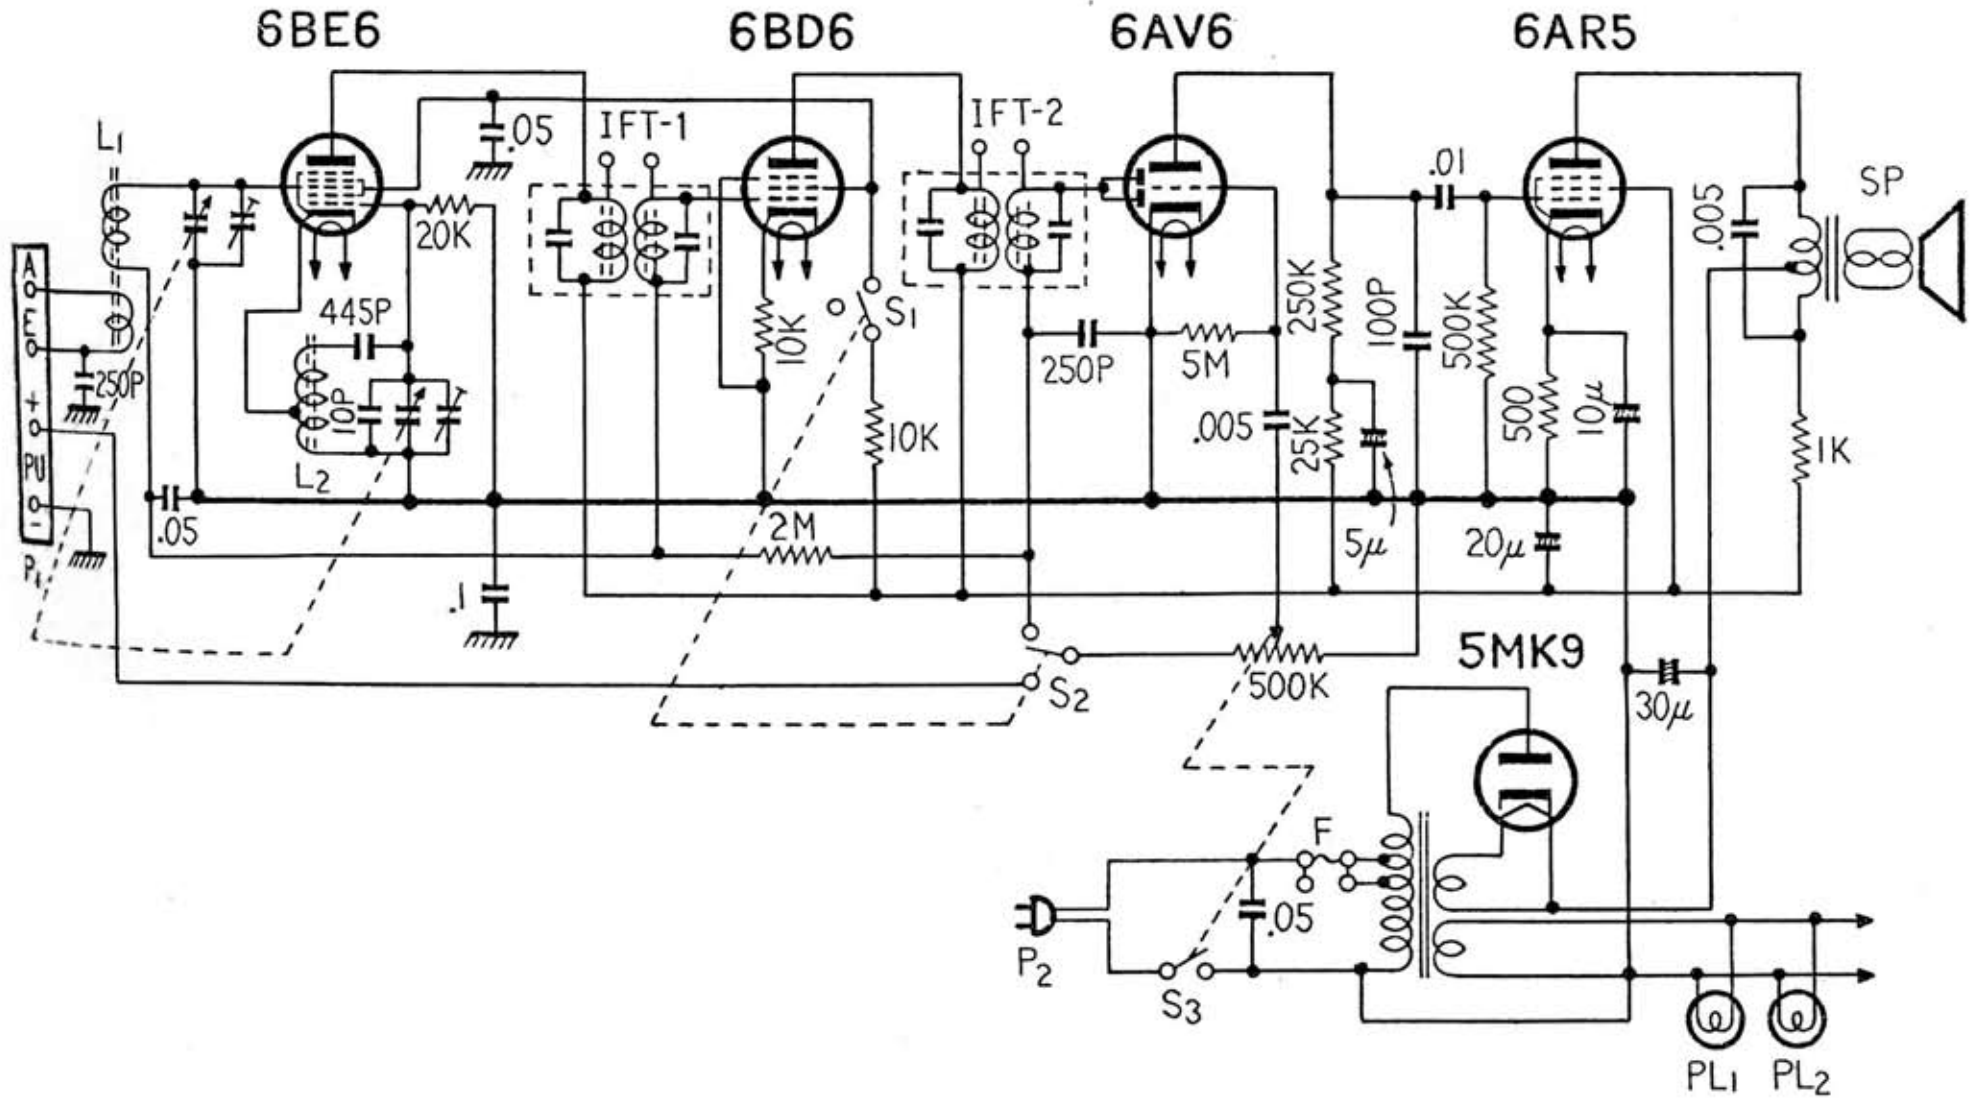 6BE6 6BD6 6AV6 6AR5
L1
.05
IFT-1
IFT-2
.01
.005
SP
20K
A
E
+
PU
-
P1
250P
445P
10P
L2
.05
.1
10K
S1
10K
2M
250P
5M
.005
250K
25K
5μ
100P
500K
500
10μ
20μ
1K
S2
500K
5MK9
30μ
F
.05
P2
S3
PL1 PL2